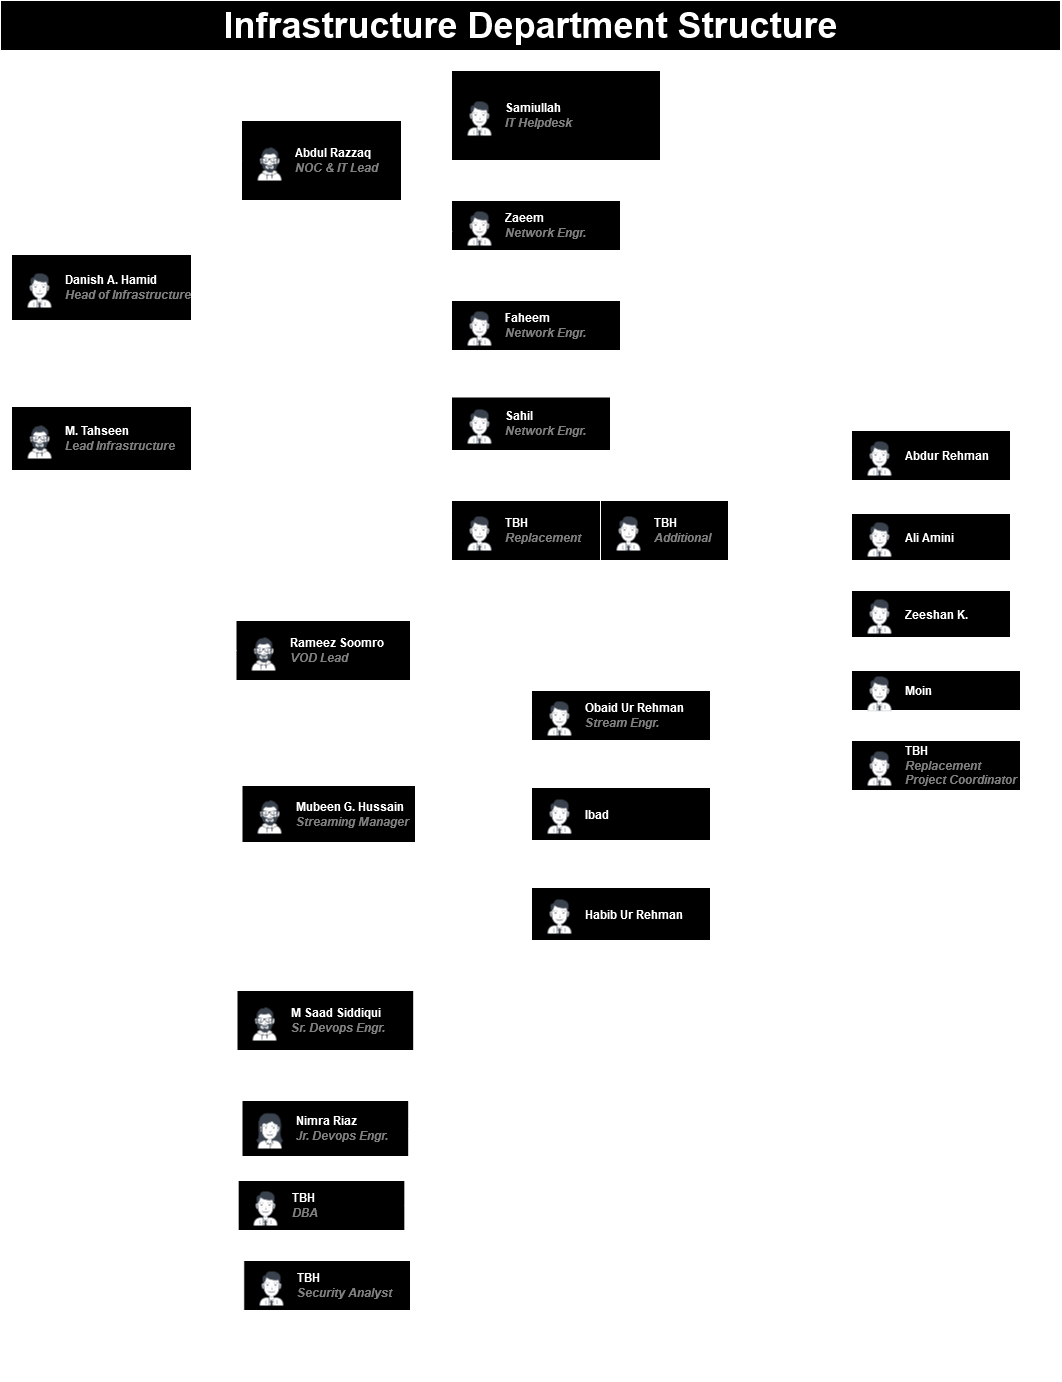 Infrastructure Department Structure
Samiullah
IT Helpdesk
Abdul Razzaq
NOC & IT Lead
Zaeem
Network Engr.
Danish A. Hamid
Head of Infrastructure
Faheem
Network Engr.
Sahil
Network Engr.
M. Tahseen
Lead Infrastructure
Abdur Rehman
TBH
Replacement
TBH
Additional
Ali Amini
Zeeshan K.
Rameez Soomro
VOD Lead
Moin
Obaid Ur Rehman
Stream Engr.
TBH
Replacement
Project Coordinator
Mubeen G. Hussain
Streaming Manager
Ibad
Habib Ur Rehman
M Saad Siddiqui
Sr. Devops Engr.
Nimra Riaz
Jr. Devops Engr.
TBH
DBA
TBH
Security Analyst